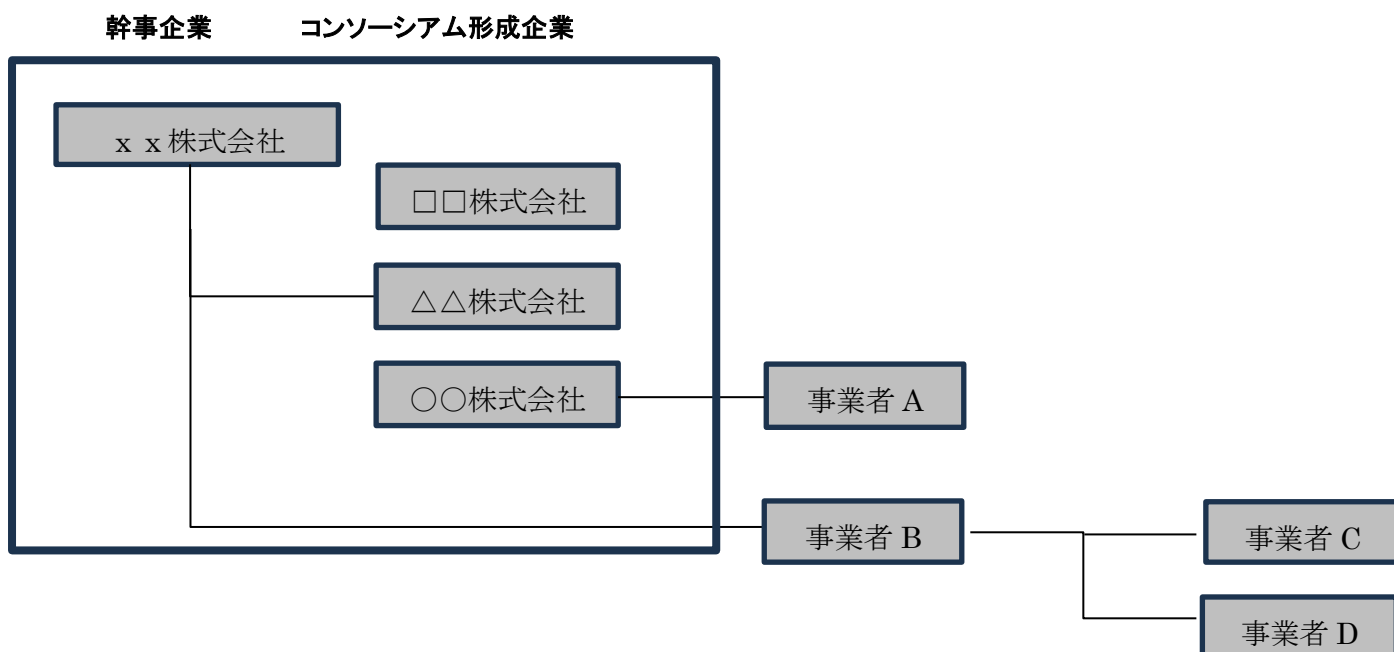 幹事企業 コンソーシアム形成企業
ｘｘ株式会社
□□株式会社
△△株式会社
○○株式会社
事業者 A
事業者 B
事業者 C
事業者 D